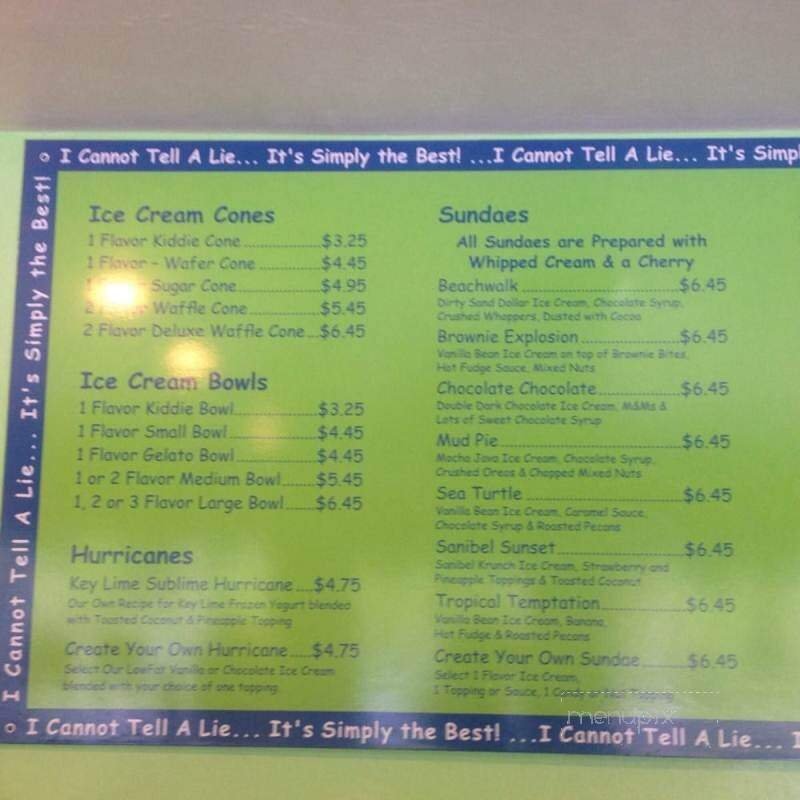 I Cannot Tell A Lie... It's Simply the Best! ...I Cannot Tell A Lie... It's Simpl
I Cannot Tell A Lie... It's Simply the Best!
Ice Cream Cones
1 Flavor Kiddie Cone $3.25
1 Flavor - Wafer Cone $4.45
Sugar Cone $4.95
2 Waffle Cone $5.45
2 Flavor Deluxe Waffle Cone $6.45
Ice Cream Bowls
1 Flavor Kiddie Bowl $3.25
1 Flavor Small Bowl $4.45
1 Flavor Gelato Bowl $4.45
1 or 2 Flavor Medium Bowl $5.45
1, 2 or 3 Flavor Large Bowl $6.45
Hurricanes
Key Lime Sublime Hurricane $4.75
Our Own Recipe for Key Lime Frozen Yogurt blended
with Toasted Coconut & Pineapple Topping
Create Your Own Hurricane $4.75
Select Our LowFat Vanilla or Chocolate Ice Cream
blended with your choice of one topping
Sundaes
All Sundaes are Prepared with
Whipped Cream & a Cherry
Beachwalk $6.45
Dirty Sand Dollar Ice Cream, Chocolate Syrup,
Crushed Whoppers, Dusted with Cocoa
Brownie Explosion $6.45
Vanilla Bean Ice Cream on top of Brownie Bites,
Hot Fudge Sauce, Mixed Nuts
Chocolate Chocolate $6.45
Double Dark Chocolate Ice Cream, M&Ms &
Lots of Sweet Chocolate Syrup
Mud Pie $6.45
Mocha Java Ice Cream, Chocolate Syrup,
Crushed Oreos & Chopped Mixed Nuts
Sea Turtle $6.45
Vanilla Bean Ice Cream, Caramel Sauce,
Chocolate Syrup & Roasted Pecans
Sanibel Sunset $6.45
Sanibel Krunch Ice Cream, Strawberry and
Pineapple Toppings & Toasted Coconut
Tropical Temptation $6.45
Vanilla Bean Ice Cream, Banana,
Hot Fudge & Roasted Pecans
Create Your Own Sundae $6.45
Select 1 Flavor Ice Cream,
1 Topping or Sauce, 1
menupix
I Cannot Tell A Lie... It's Simply the Best! ...I Cannot Tell A Lie... I